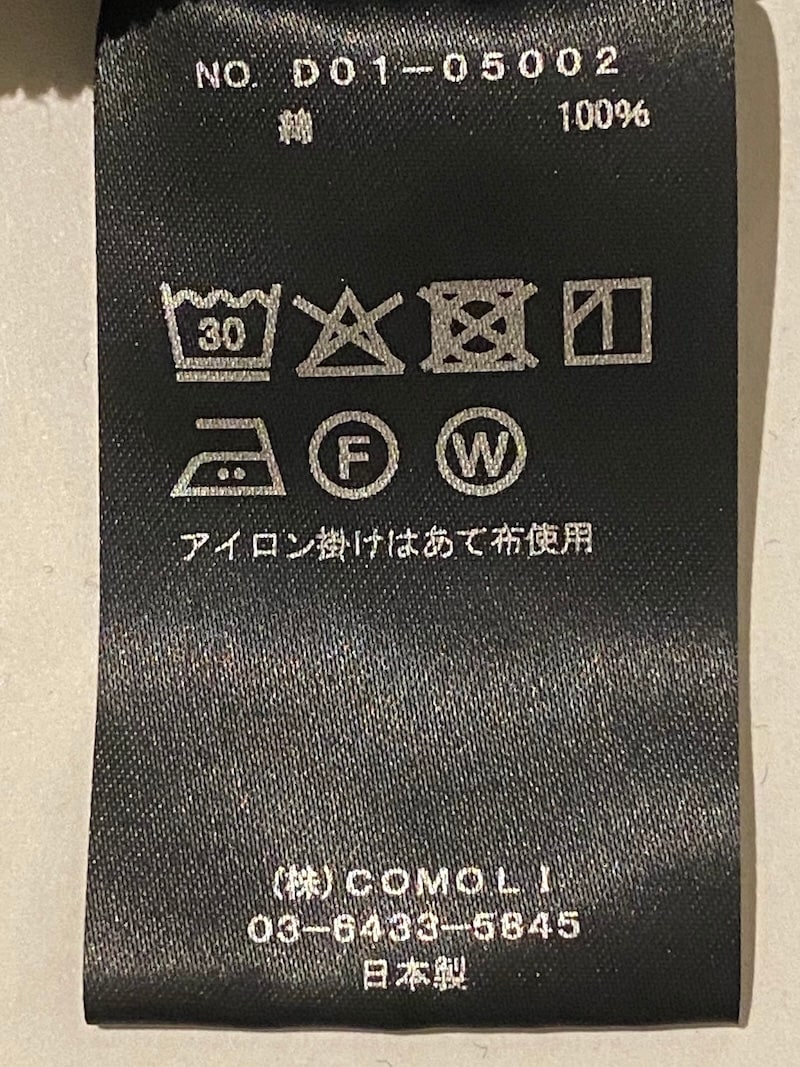 NO. D01-05002
綿 100%
30
F W
アイロン掛けはあて布使用
(株)COMOLI
03-6433-5845
日本製